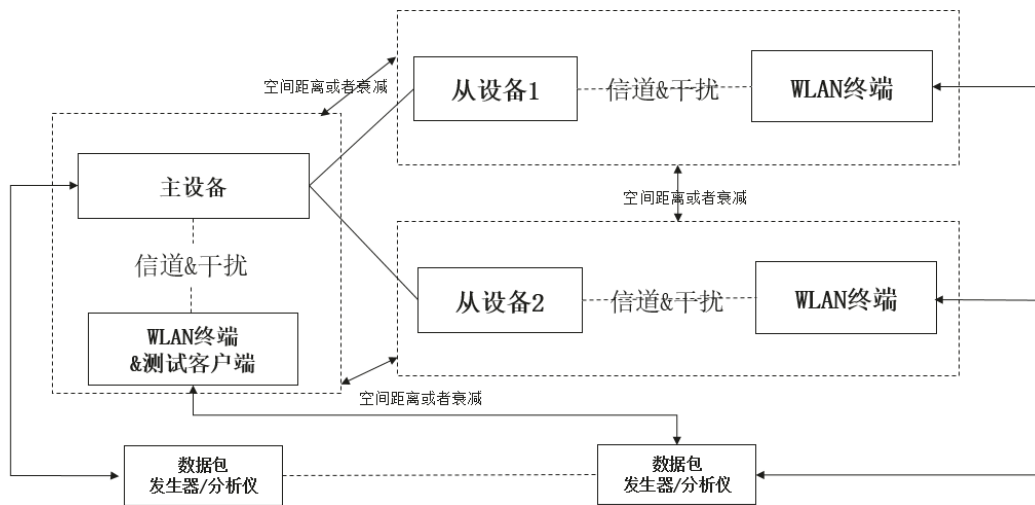 空间距离或者衰减
从设备1
信道&干扰
WLAN终端
主设备
空间距离或者衰减
信道&干扰
从设备2
信道&干扰
WLAN终端
WLAN终端
&测试客户端
空间距离或者衰减
数据包
发生器/分析仪
数据包
发生器/分析仪